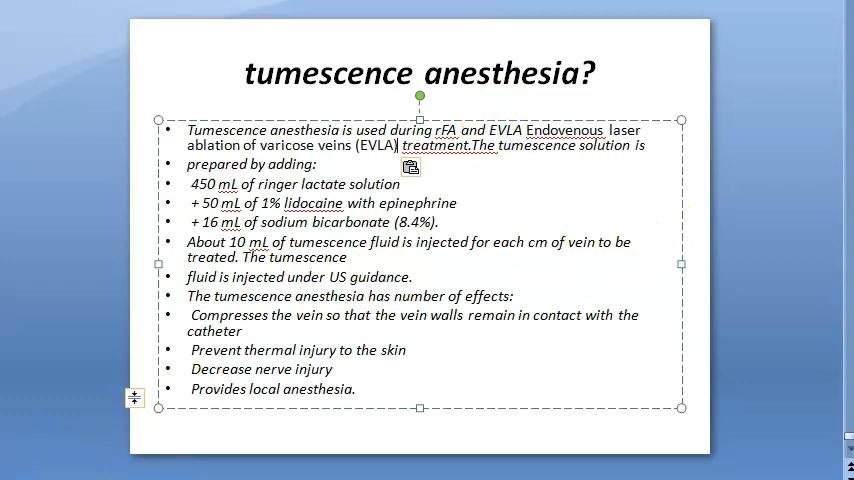 tumescence anesthesia?
• Tumescence anesthesia is used during rFA and EVLA Endovenous laser
ablation of varicose veins (EVLA) treatment.The tumescence solution is
• prepared by adding:
• 450 mL of ringer lactate solution
• + 50 mL of 1% lidocaine with epinephrine
• + 16 mL of sodium bicarbonate (8.4%).
• About 10 mL of tumescence fluid is injected for each cm of vein to be
treated. The tumescence
• fluid is injected under US guidance.
• The tumescence anesthesia has number of effects:
• Compresses the vein so that the vein walls remain in contact with the
catheter
• Prevent thermal injury to the skin
• Decrease nerve injury
• Provides local anesthesia.